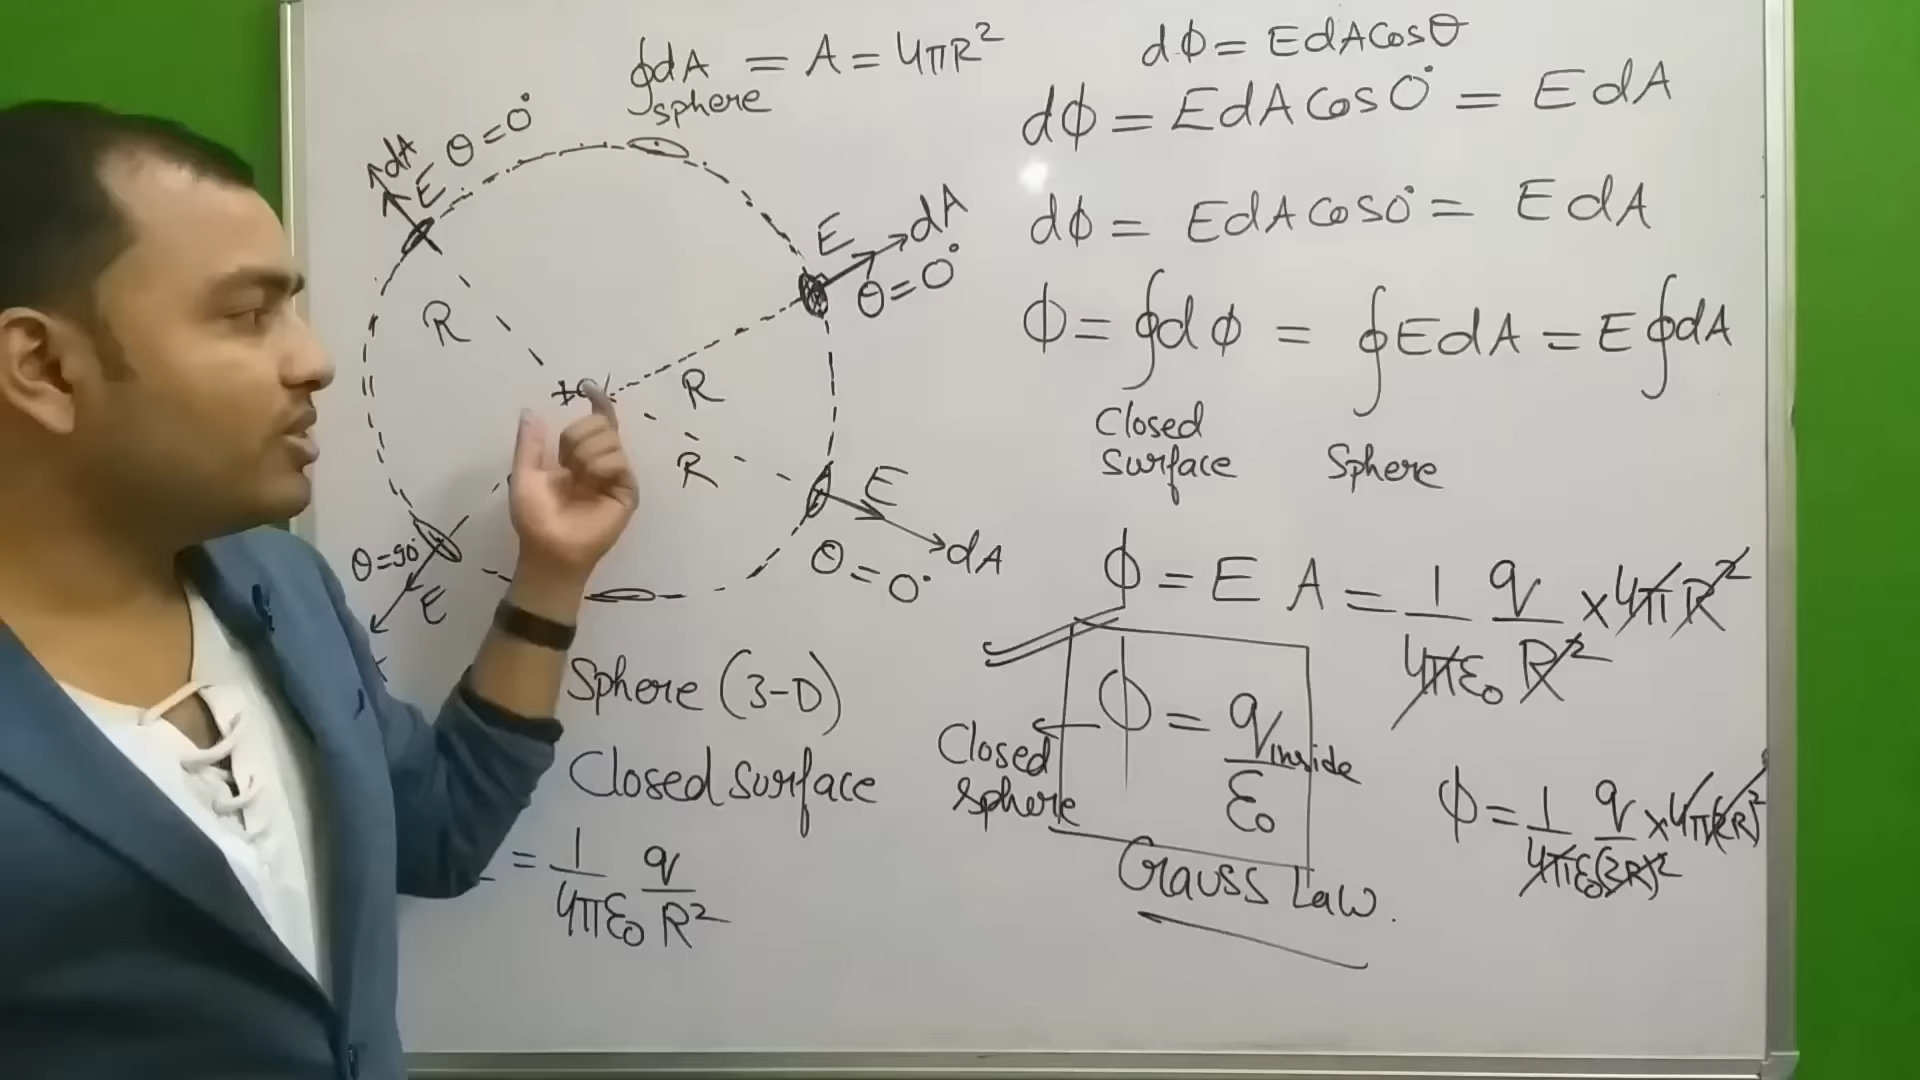 ∮dA = A = 4πR²
sphere
dϕ = EdAcosθ
dϕ = EdAcos0° = EdA
dϕ = EdAcos0° = EdA
ϕ = ∮dϕ = ∮EdA = E∮dA
Closed
Surface
Sphere
dA
E
θ=0°
R
E
dA
θ=0°
R
R
E
dA
θ=0°
θ=90°
E
Sphere (3-D)
Closed Surface
= 1/4πε₀ q/R²
ϕ = E A = 1/4πε₀ q/R² × 4πR²
Closed
Sphere
ϕ = q inside/ε₀
Gauss Law.
ϕ = 1/4πε₀ q/(2R)² × 4π(2R)²